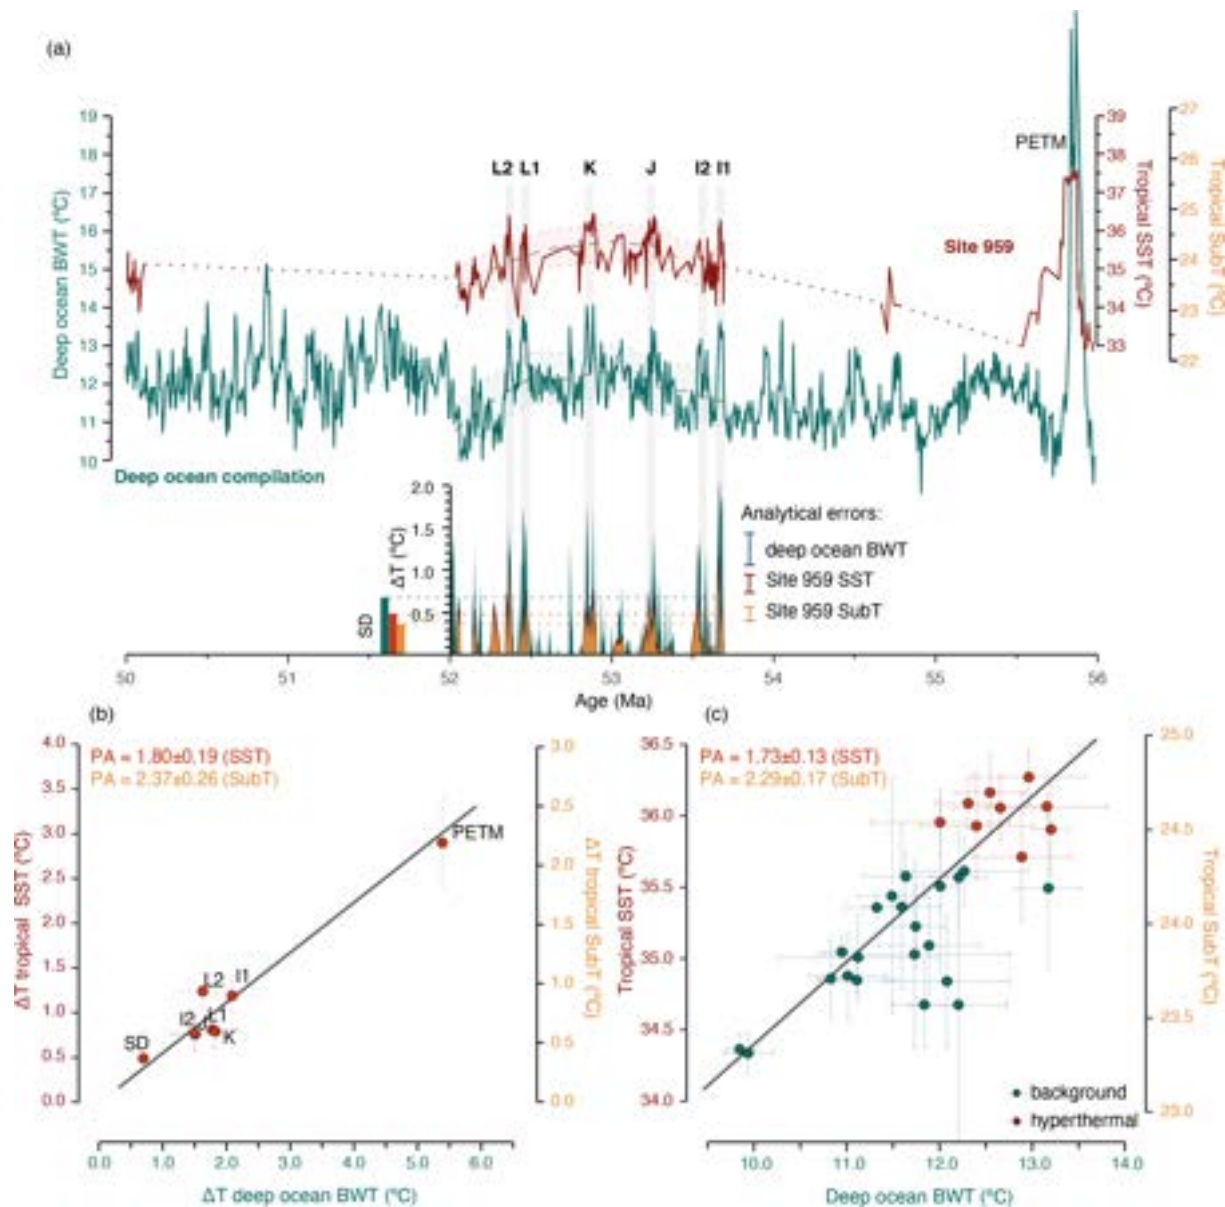 (a)
PETM
L2 L1 K J I2 I1
Site 959
19
18
17
16
15
14
13
12
11
10
Deep ocean BWT (ºC)
39
38
37
36
35
34
33
Tropical SST (ºC)
27
26
25
24
23
22
Tropical SubT (ºC)
Deep ocean compilation
2.0
1.5
1.0
0.5
ΔT (ºC)
SD
Analytical errors:
deep ocean BWT
Site 959 SST
Site 959 SubT
50 51 52 53 54 55 56
Age (Ma)
(b)
PA = 1.80±0.19 (SST)
PA = 2.37±0.26 (SubT)
4.0
3.5
3.0
2.5
2.0
1.5
1.0
0.5
0.0
ΔT tropical SST (ºC)
PETM
L2 I1
I2 J L1
K
SD
3.0
2.5
2.0
1.5
1.0
0.5
0.0
ΔT tropical SubT (ºC)
0.0 1.0 2.0 3.0 4.0 5.0 6.0
ΔT deep ocean BWT (ºC)
(c)
PA = 1.73±0.13 (SST)
PA = 2.29±0.17 (SubT)
36.5
36.0
35.5
35.0
34.5
34.0
Tropical SST (ºC)
25.0
24.5
24.0
23.5
23.0
Tropical SubT (ºC)
background
hyperthermal
10.0 11.0 12.0 13.0 14.0
Deep ocean BWT (ºC)